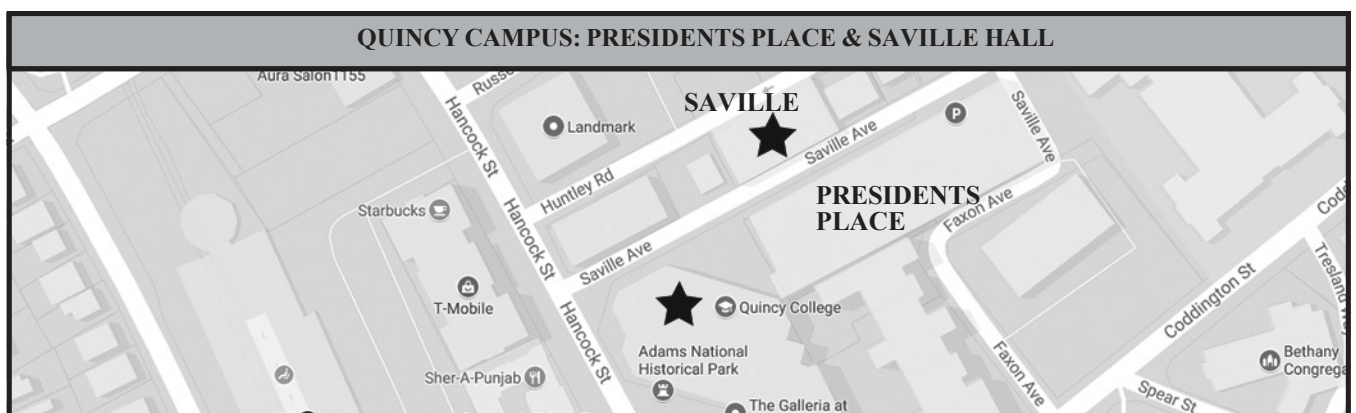 QUINCY CAMPUS: PRESIDENTS PLACE & SAVILLE HALL
Aura Salon1155
Hancock St
Landmark
SAVILLE
Saville Ave
P
Saville Ave
Huntley Rd
Starbucks
Hancock St
PRESIDENTS
PLACE
Faxon Ave
Saville Ave
T-Mobile
Quincy College
Hancock St
Coddington St
Adams National
Historical Park
Sher-A-Punjab
Faxon Ave
Bethany
Spear St
The Galleria at